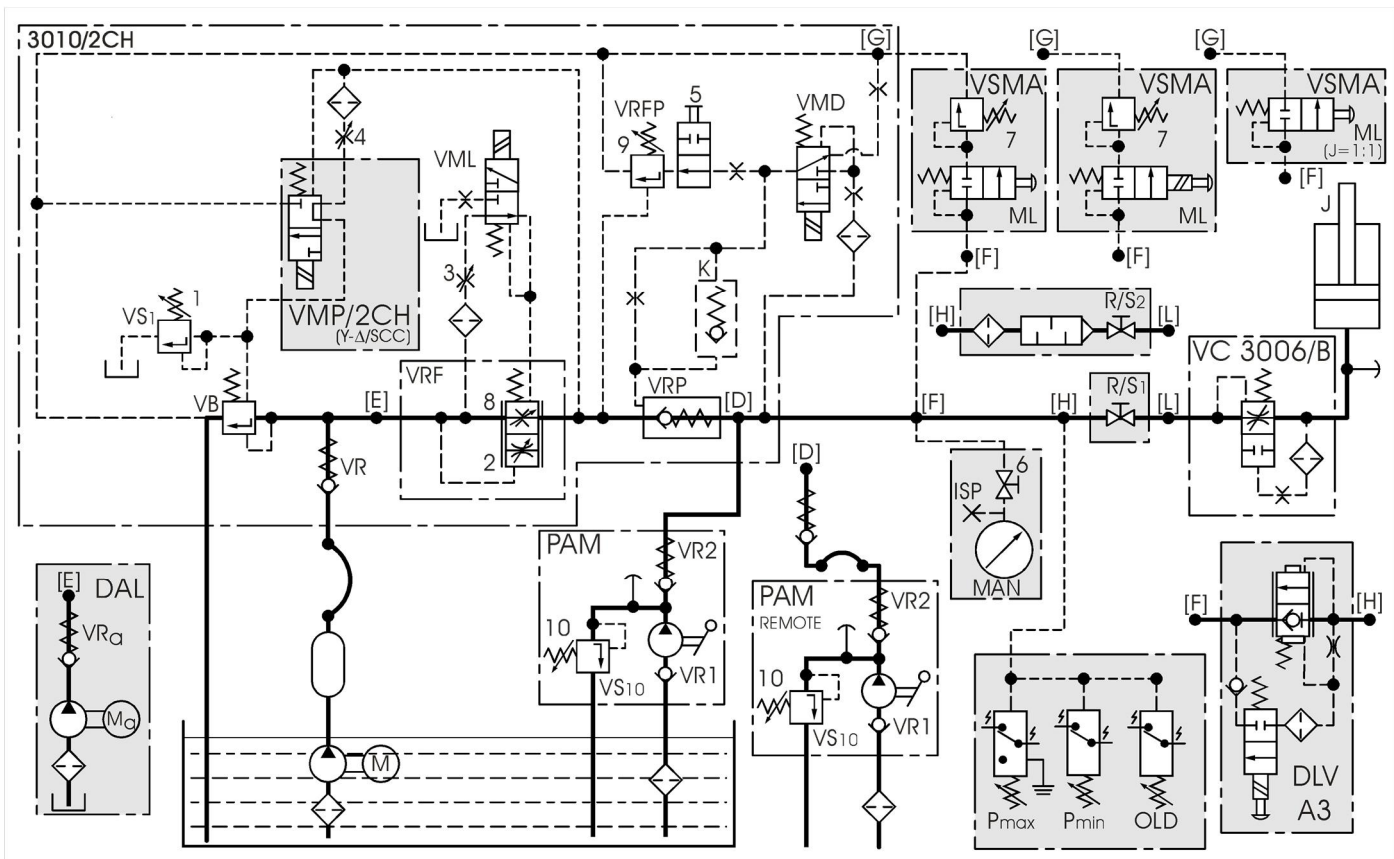 3010/2CH
[G]
[G]
[G]
VSMA
VSMA
VSMA
4
VML
VRFP
9
5
VMD
7
7
ML
(J=1:1)
[F]
ML
ML
[F]
[F]
J
VMP/2CH
(Y-Δ/SCC)
3
K
VS1
1
[H]
R/S2
[L]
VC 3006/B
VRF
VB
[E]
8
2
VRP
[D]
[F]
[H]
R/S1
[L]
VR
[D]
6
ISP
MAN
PAM
VR2
10
VS10
VR1
PAM
REMOTE
VR2
10
VS10
VR1
[E]
DAL
VRa
Ma
M
[F]
[H]
DLV
A3
Pmax
Pmin
OLD